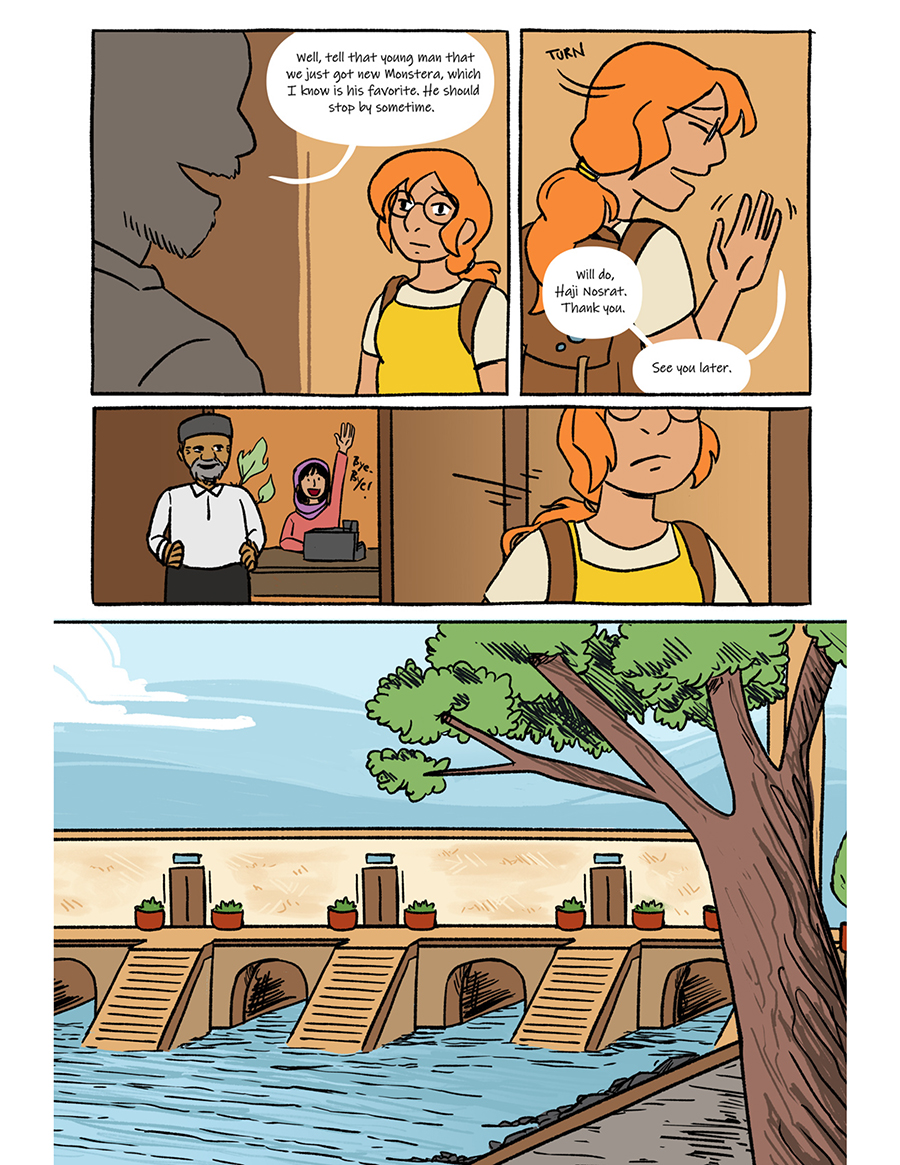 Well, tell that young man that
we just got new Monstera, which
I know is his favorite. He should
stop by sometime.
TURN
Will do,
Haji Nosrat.
Thank you.
See you later.
Bye-
Bye!